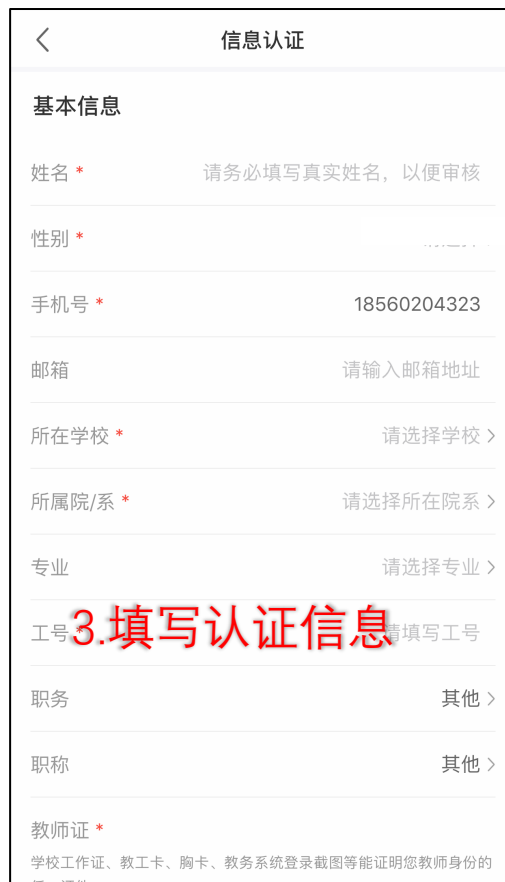 信息认证
基本信息
姓名 * 请务必填写真实姓名，以便审核
性别 *
手机号 * 18560204323
邮箱 请输入邮箱地址
所在学校 * 请选择学校 >
所属院/系 * 请选择所在院系 >
专业 请选择专业 >
工号 * 请填写工号
3.填写认证信息
职务 其他 >
职称 其他 >
教师证 *
学校工作证、教工卡、胸卡、教务系统登录截图等能证明您教师身份的